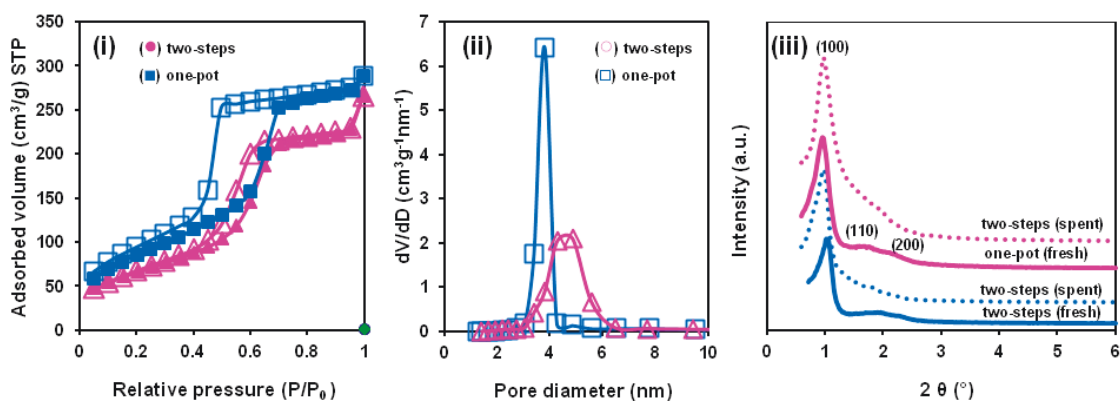 (i)
( ) two-steps
( ) one-pot
350
300
250
200
150
100
50
0
0 0.2 0.4 0.6 0.8 1
Adsorbed volume (cm³/g) STP
Relative pressure (P/P₀)
(ii)
( ) two-steps
( ) one-pot
7
6
5
4
3
2
1
0
0 2 4 6 8 10
dV/dD (cm³g⁻¹nm⁻¹)
Pore diameter (nm)
(iii)
(100)
two-steps (spent)
(110)
(200)
one-pot (fresh)
two-steps (spent)
two-steps (fresh)
0 1 2 3 4 5 6
Intensity (a.u.)
2 θ (°)